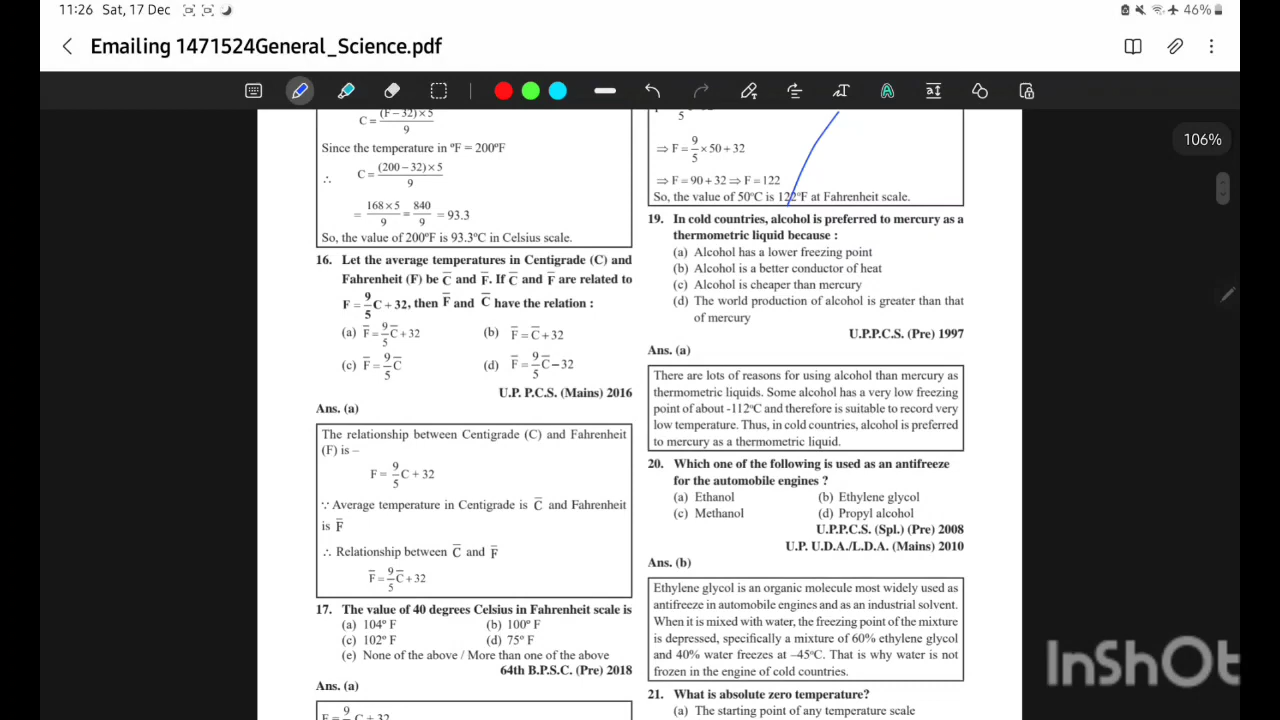 11:26 Sat, 17 Dec
46%
Emailing 1471524General_Science.pdf
106%
C = (F – 32) × 5 / 9
Since the temperature in ºF = 200ºF
∴ C = (200 – 32) × 5 / 9
= 168 × 5 / 9 = 840 / 9 = 93.3
So, the value of 200ºF is 93.3ºC in Celsius scale.
16. Let the average temperatures in Centigrade (C) and
Fahrenheit (F) be C̅ and F̅. If C̅ and F̅ are related to
F = 9/5 C + 32, then F̅ and C̅ have the relation :
(a) F̅ = 9/5 C̅ + 32 (b) F̅ = C̅ + 32
(c) F̅ = 9/5 C̅ (d) F̅ = 9/5 C̅ – 32
U.P. P.C.S. (Mains) 2016
Ans. (a)
The relationship between Centigrade (C) and Fahrenheit
(F) is –
F = 9/5 C + 32
∵ Average temperature in Centigrade is C̅ and Fahrenheit
is F̅
∴ Relationship between C̅ and F̅
F̅ = 9/5 C̅ + 32
17. The value of 40 degrees Celsius in Fahrenheit scale is
(a) 104º F (b) 100º F
(c) 102º F (d) 75º F
(e) None of the above / More than one of the above
64th B.P.S.C. (Pre) 2018
Ans. (a)
F = 9 C + 32
5
⇒ F = 9/5 × 50 + 32
⇒ F = 90 + 32 ⇒ F = 122
So, the value of 50ºC is 122ºF at Fahrenheit scale.
19. In cold countries, alcohol is preferred to mercury as a
thermometric liquid because :
(a) Alcohol has a lower freezing point
(b) Alcohol is a better conductor of heat
(c) Alcohol is cheaper than mercury
(d) The world production of alcohol is greater than that
of mercury
U.P.P.C.S. (Pre) 1997
Ans. (a)
There are lots of reasons for using alcohol than mercury as
thermometric liquids. Some alcohol has a very low freezing
point of about -112ºC and therefore is suitable to record very
low temperature. Thus, in cold countries, alcohol is preferred
to mercury as a thermometric liquid.
20. Which one of the following is used as an antifreeze
for the automobile engines ?
(a) Ethanol (b) Ethylene glycol
(c) Methanol (d) Propyl alcohol
U.P.P.C.S. (Spl.) (Pre) 2008
U.P. U.D.A./L.D.A. (Mains) 2010
Ans. (b)
Ethylene glycol is an organic molecule most widely used as
antifreeze in automobile engines and as an industrial solvent.
When it is mixed with water, the freezing point of the mixture
is depressed, specifically a mixture of 60% ethylene glycol
and 40% water freezes at –45ºC. That is why water is not
frozen in the engine of cold countries.
21. What is absolute zero temperature?
(a) The starting point of any temperature scale
InShOt